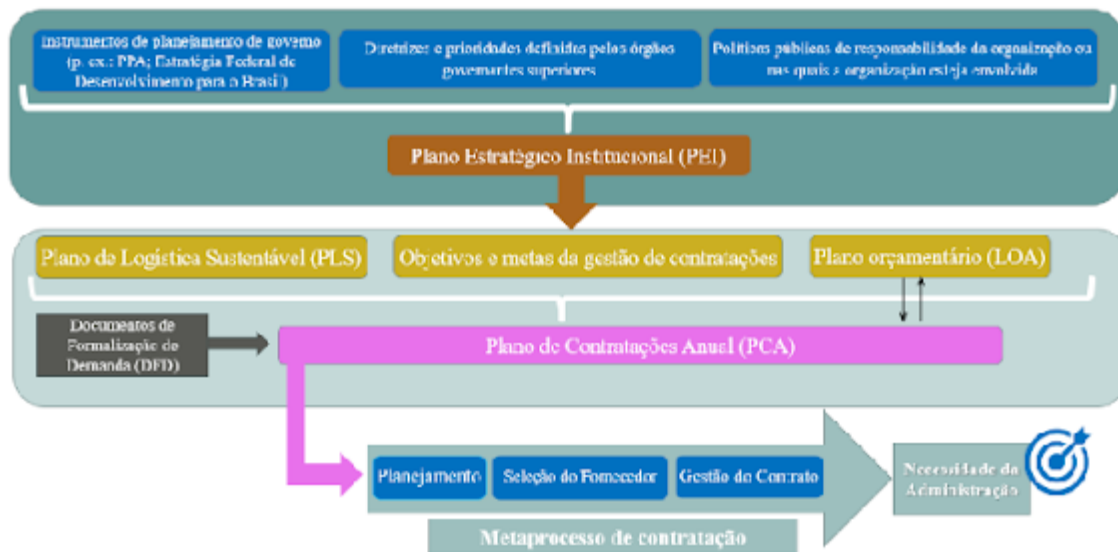 Instrumentos de planejamento de governo
(p. ex.: PPA; Estratégia Federal de
Desenvolvimento para o Brasil)
Diretrizes e prioridades definidas pelos órgãos
governantes superiores
Políticas públicas de responsabilidade da organização ou
nas quais a organização esteja envolvida
Plano Estratégico Institucional (PEI)
Plano de Logística Sustentável (PLS)
Objetivos e metas da gestão de contratações
Plano orçamentário (LOA)
Documentos de
Formalização de
Demanda (DFD)
Plano de Contratações Anual (PCA)
Planejamento
Seleção do Fornecedor
Gestão do Contrato
Necessidade da
Administração
Metaprocesso de contratação